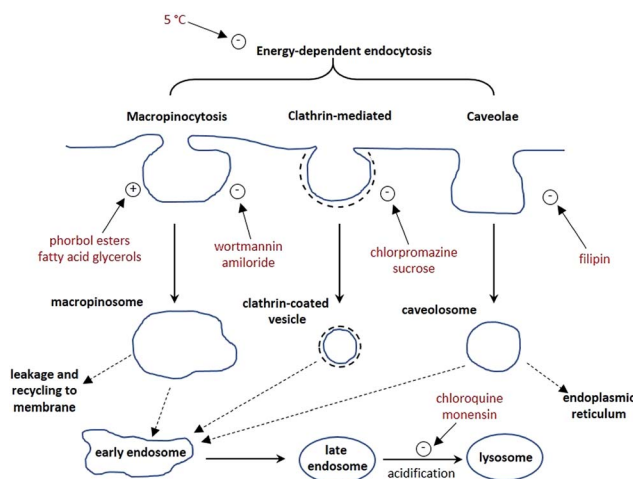 5 °C
-
Energy-dependent endocytosis
Macropinocytosis
Clathrin-mediated
Caveolae
+
-
-
-
phorbol esters
fatty acid glycerols
wortmannin
amiloride
chlorpromazine
sucrose
filipin
macropinosome
clathrin-coated
vesicle
caveolosome
leakage and
recycling to
membrane
endoplasmic
reticulum
chloroquine
monensin
-
early endosome
late
endosome
acidification
lysosome